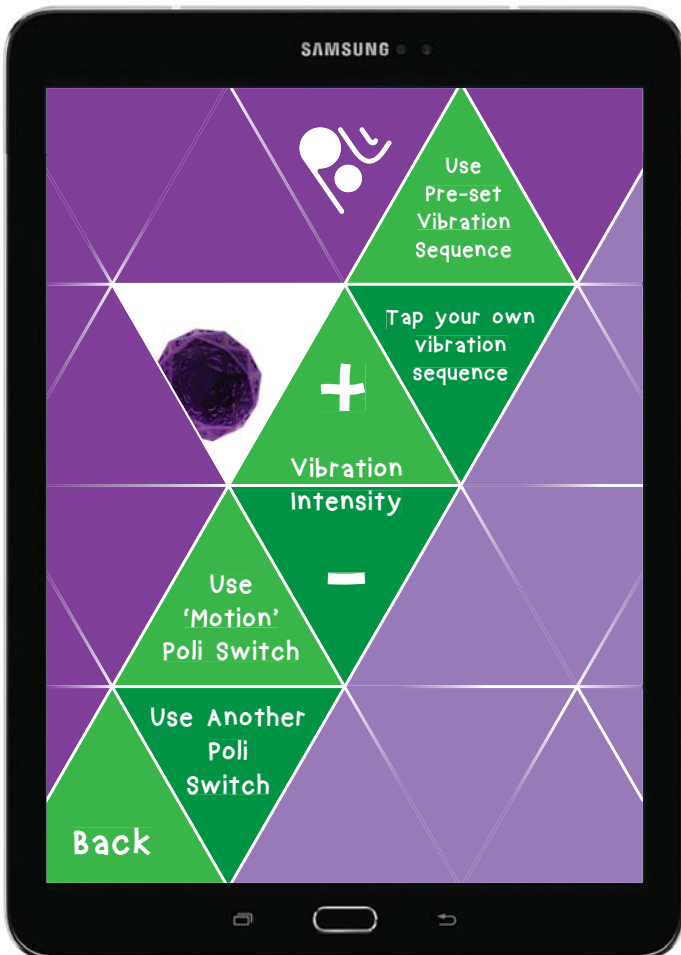 SAMSUNG
Poli
Use
Pre-set
Vibration
Sequence
Tap your own
vibration
sequence
+
Vibration
Intensity
–
Use
‘Motion’
Poli Switch
Use Another
Poli
Switch
Back